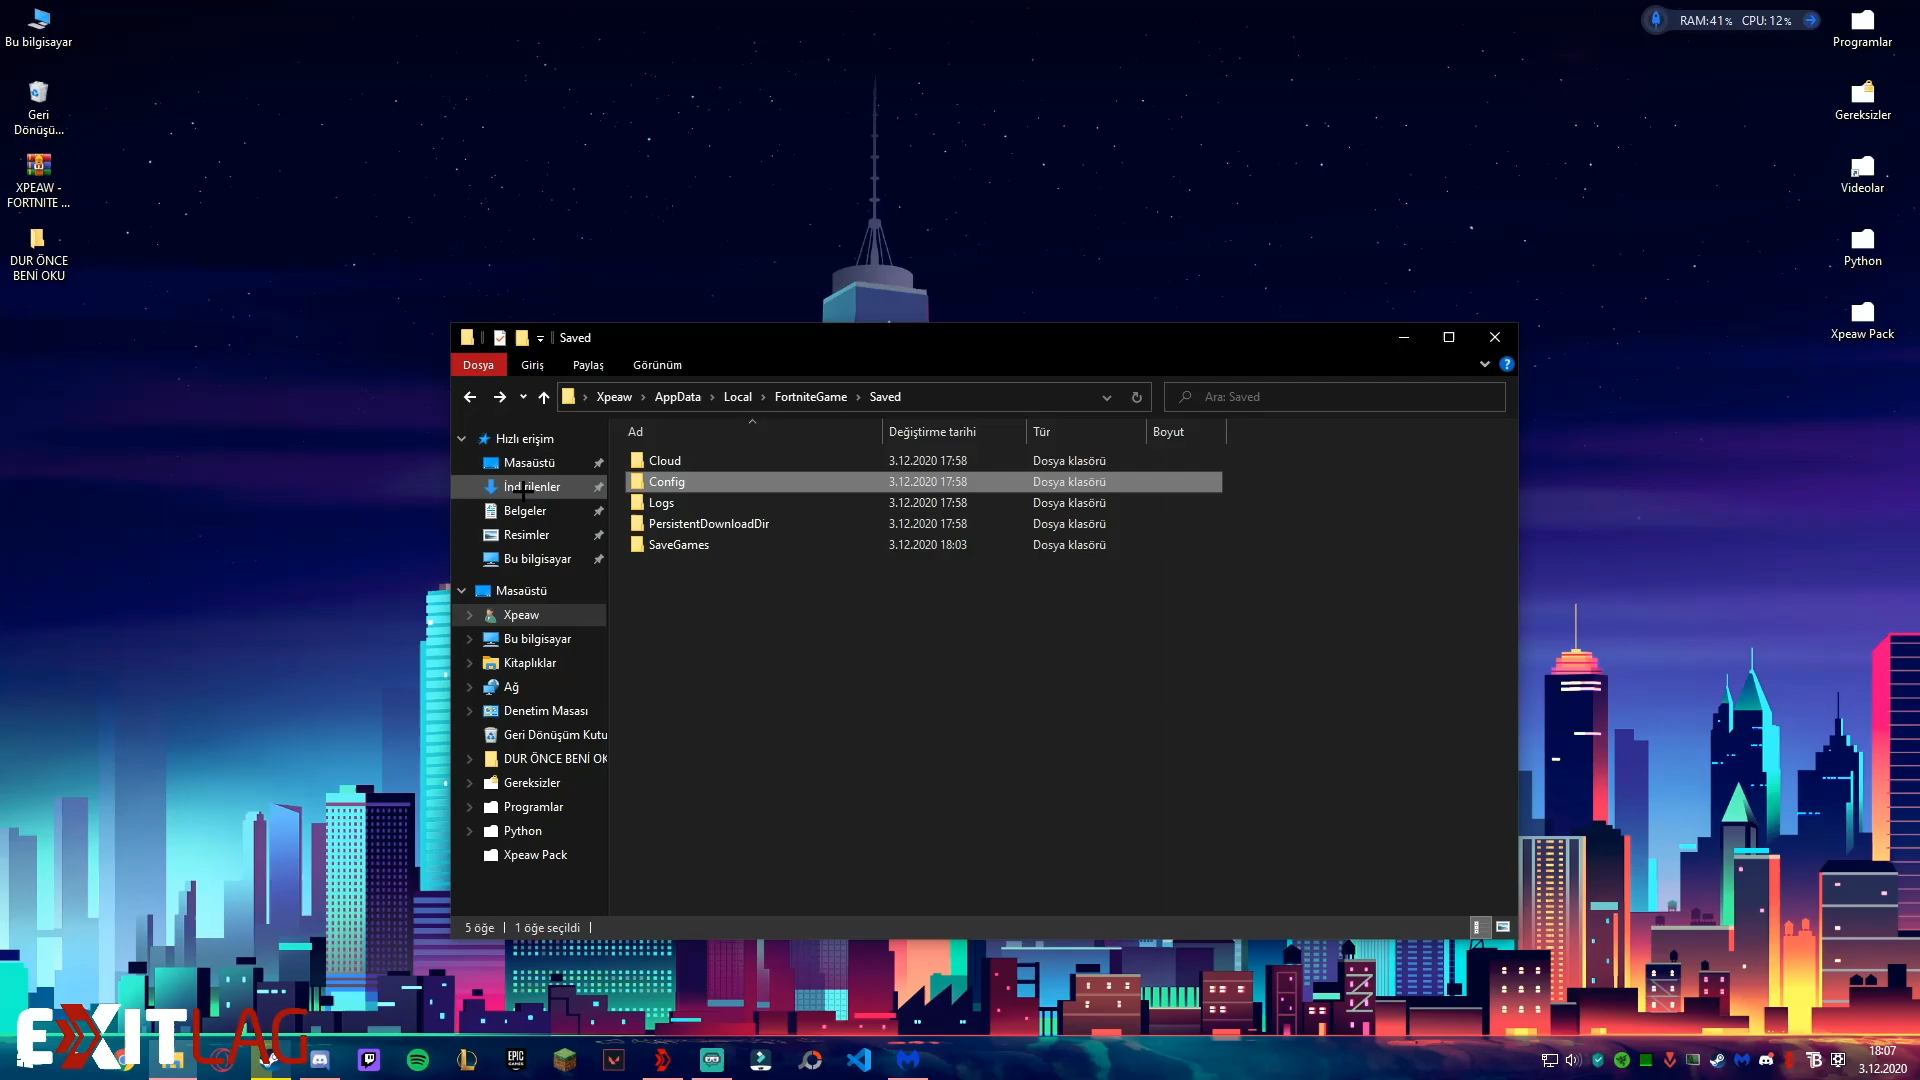 Bu bilgisayar
Geri
Dönüşü...
XPEAW -
FORTNITE ...
DUR ÖNCE
BENİ OKU
RAM:41% CPU: 12%
Programlar
Gereksizler
Videolar
Python
Xpeaw Pack
Saved
Dosya Giriş Paylaş Görünüm
Xpeaw AppData Local FortniteGame Saved
Ara: Saved
Hızlı erişim
Masaüstü
İndirilenler
Belgeler
Resimler
Bu bilgisayar
Masaüstü
Xpeaw
Bu bilgisayar
Kitaplıklar
Ağ
Denetim Masası
Geri Dönüşüm Kutu
DUR ÖNCE BENİ OK
Gereksizler
Programlar
Python
Xpeaw Pack
Ad Değiştirme tarihi Tür Boyut
Cloud 3.12.2020 17:58 Dosya klasörü
Config 3.12.2020 17:58 Dosya klasörü
Logs 3.12.2020 17:58 Dosya klasörü
PersistentDownloadDir 3.12.2020 17:58 Dosya klasörü
SaveGames 3.12.2020 18:03 Dosya klasörü
5 öğe 1 öğe seçildi
EXITLAG
EPIC
GAMES
18:07
3.12.2020